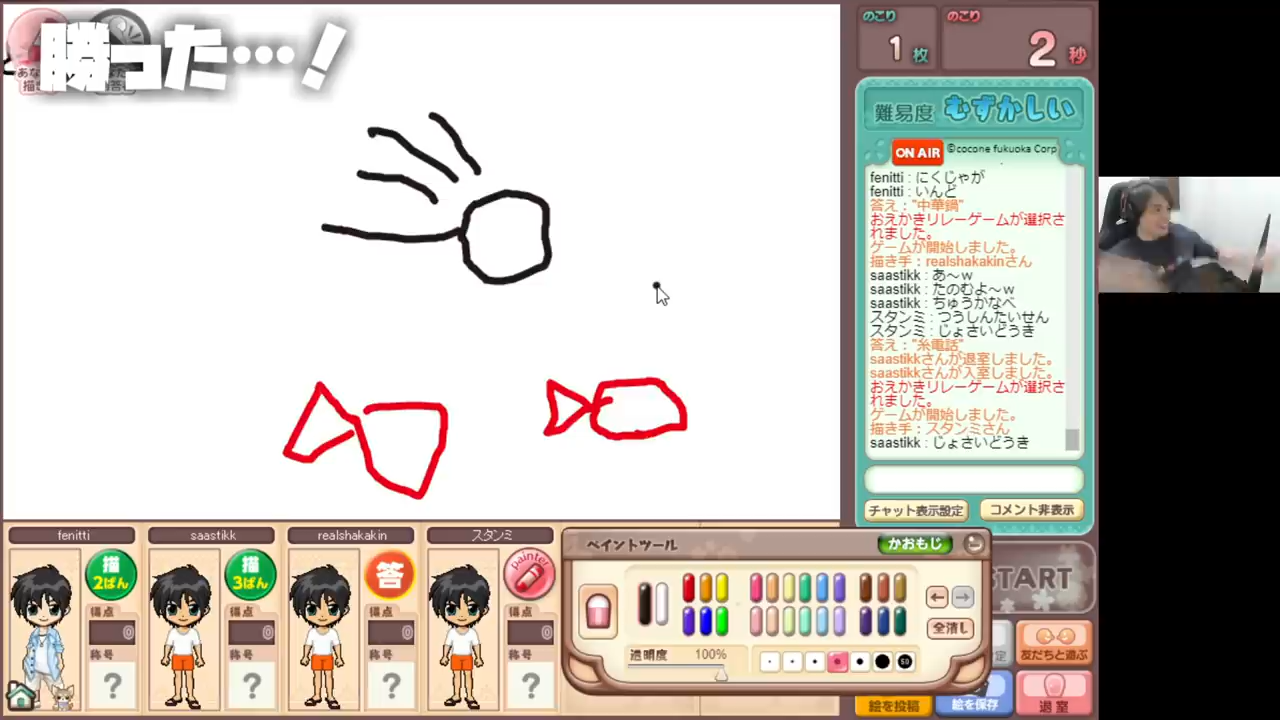 勝った…！
のこり
1枚
のこり
2秒
難易度 むずかしい
ON AIR
©cocone fukuoka Corp
fenitti : にくじゃが
fenitti : いんど
答え : "中華鍋"
おえかきリレーゲームが選択さ
れました。
ゲームが開始しました。
描き手 : realshakakinさん
saastikk : あ～w
saastikk : たのむよ～w
saastikk : ちゅうかなべ
スタンミ : つうしんたいせん
スタンミ : じょさいどうき
答え : "糸電話"
saastikkさんが退室しました。
saastikkさんが入室しました。
おえかきリレーゲームが選択さ
れました。
ゲームが開始しました。
描き手 : スタンミさん
saastikk : じょさいどうき
チャット表示設定
コメント非表示
fenitti
描
2ばん
得点
0
称号
?
saastikk
描
3ばん
得点
0
称号
?
realshakakin
答
得点
0
称号
?
スタンミ
Painter
得点
0
称号
?
ペイントツール
かおもじ
透明度 100%
50
全消し
START
友だちと遊ぶ
絵を投稿
絵を保存
退室